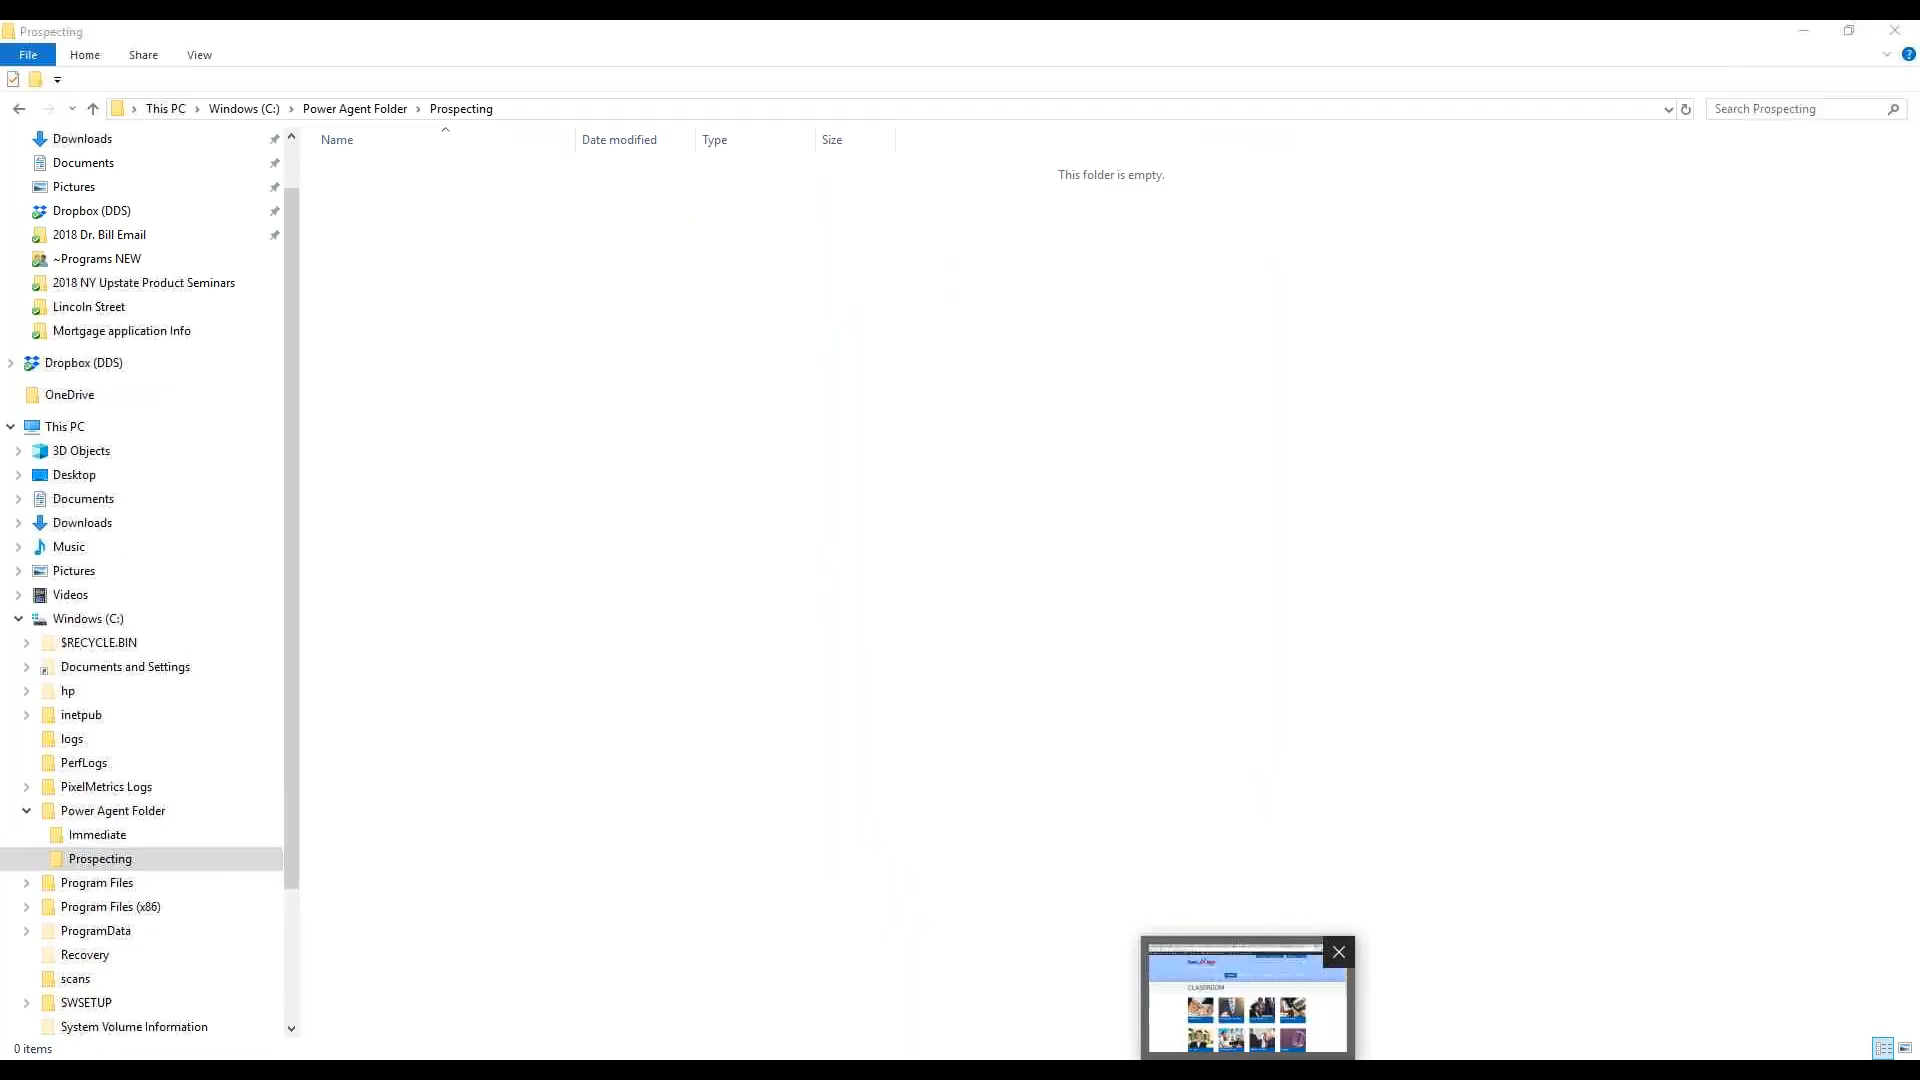 Prospecting
File Home Share View
This PC Windows (C:) Power Agent Folder Prospecting
Search Prospecting
Name Date modified Type Size
This folder is empty.
Downloads
Documents
Pictures
Dropbox (DDS)
2018 Dr. Bill Email
~Programs NEW
2018 NY Upstate Product Seminars
Lincoln Street
Mortgage application Info
Dropbox (DDS)
OneDrive
This PC
3D Objects
Desktop
Documents
Downloads
Music
Pictures
Videos
Windows (C:)
$RECYCLE.BIN
Documents and Settings
hp
inetpub
logs
PerfLogs
PixelMetrics Logs
Power Agent Folder
Immediate
Prospecting
Program Files
Program Files (x86)
ProgramData
Recovery
scans
SWSETUP
System Volume Information
CLASSROOM
0 items